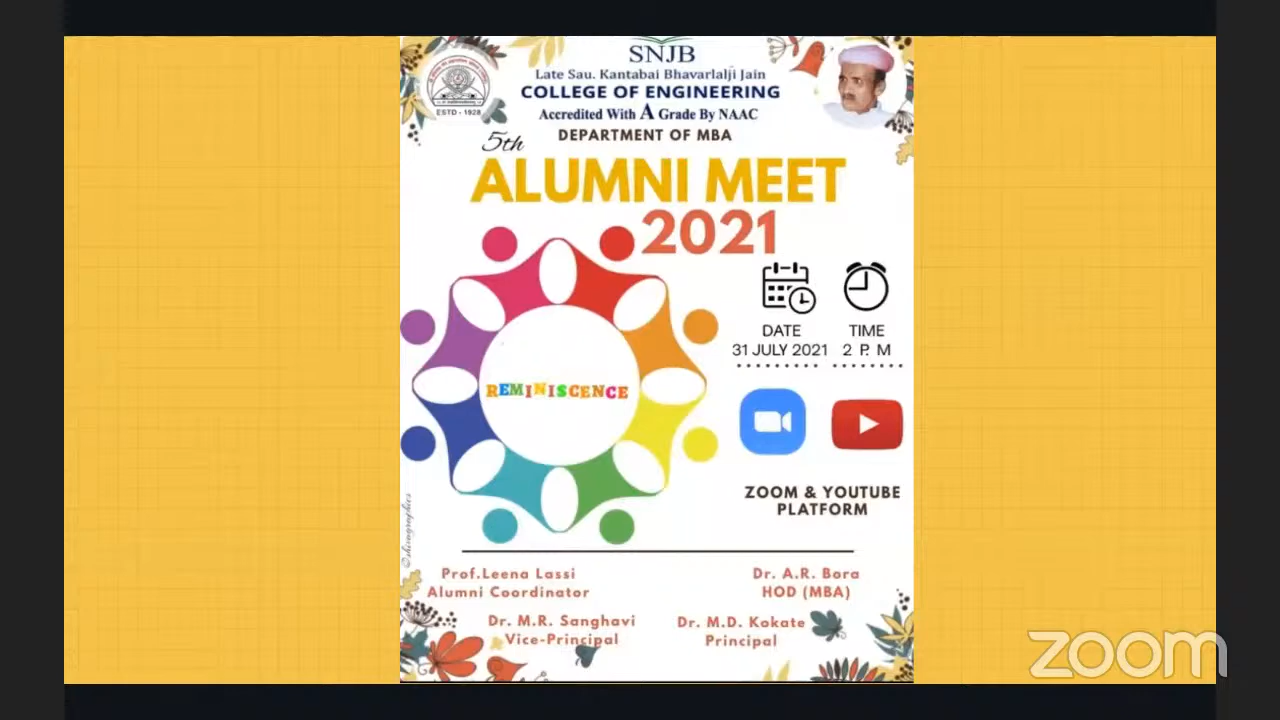 SNJB
Late Sau. Kantabai Bhavarlalji Jain
COLLEGE OF ENGINEERING
Accredited With A Grade By NAAC
DEPARTMENT OF MBA
ESTD - 1928
5th
ALUMNI MEET
2021
DATE
31 JULY 2021
TIME
2 P. M
REMINISCENCE
ZOOM & YOUTUBE
PLATFORM
Prof.Leena Lassi
Alumni Coordinator
Dr. A.R. Bora
HOD (MBA)
Dr. M.R. Sanghavi
Vice-Principal
Dr. M.D. Kokate
Principal
zoom